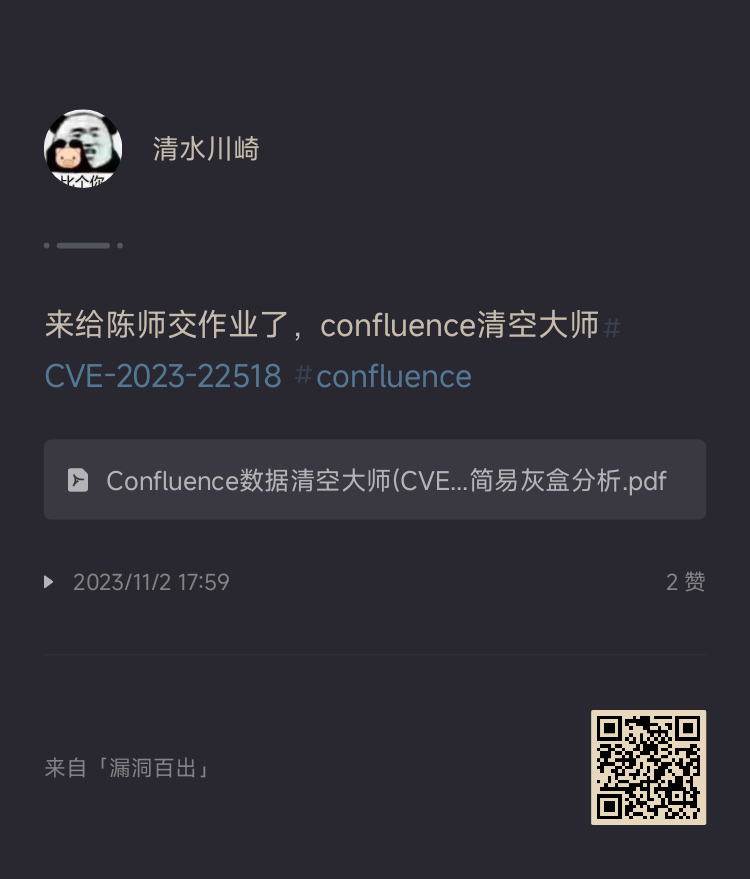 比个你
清水川崎
来给陈师交作业了，confluence清空大师#
CVE-2023-22518 #confluence
Confluence数据清空大师(CVE...简易灰盒分析.pdf
2023/11/2 17:59
2 赞
来自「漏洞百出」